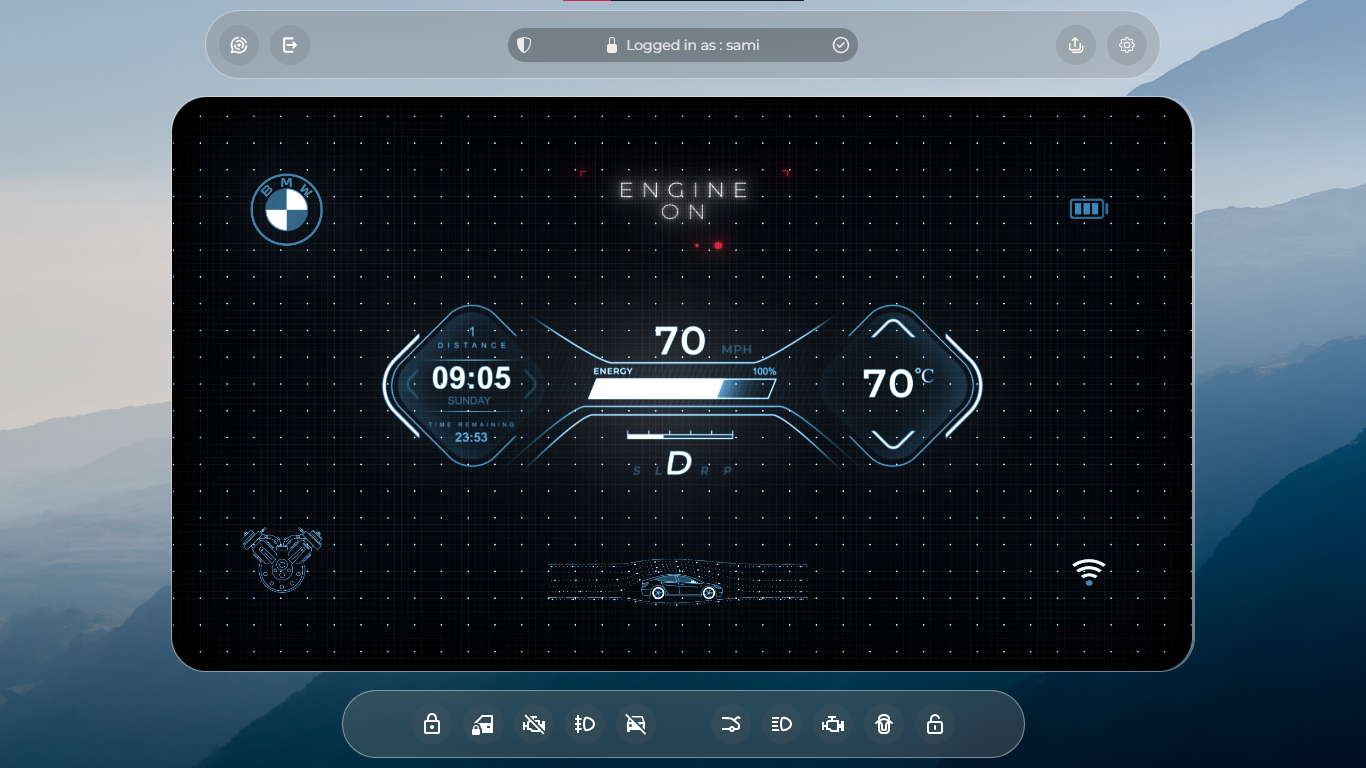 Logged in as : sami
BMW
ENGINE
ON
1
DISTANCE
09:05
SUNDAY
TIME REMAINING
23:53
70 MPH
ENERGY 100%
S L D R P
70°C